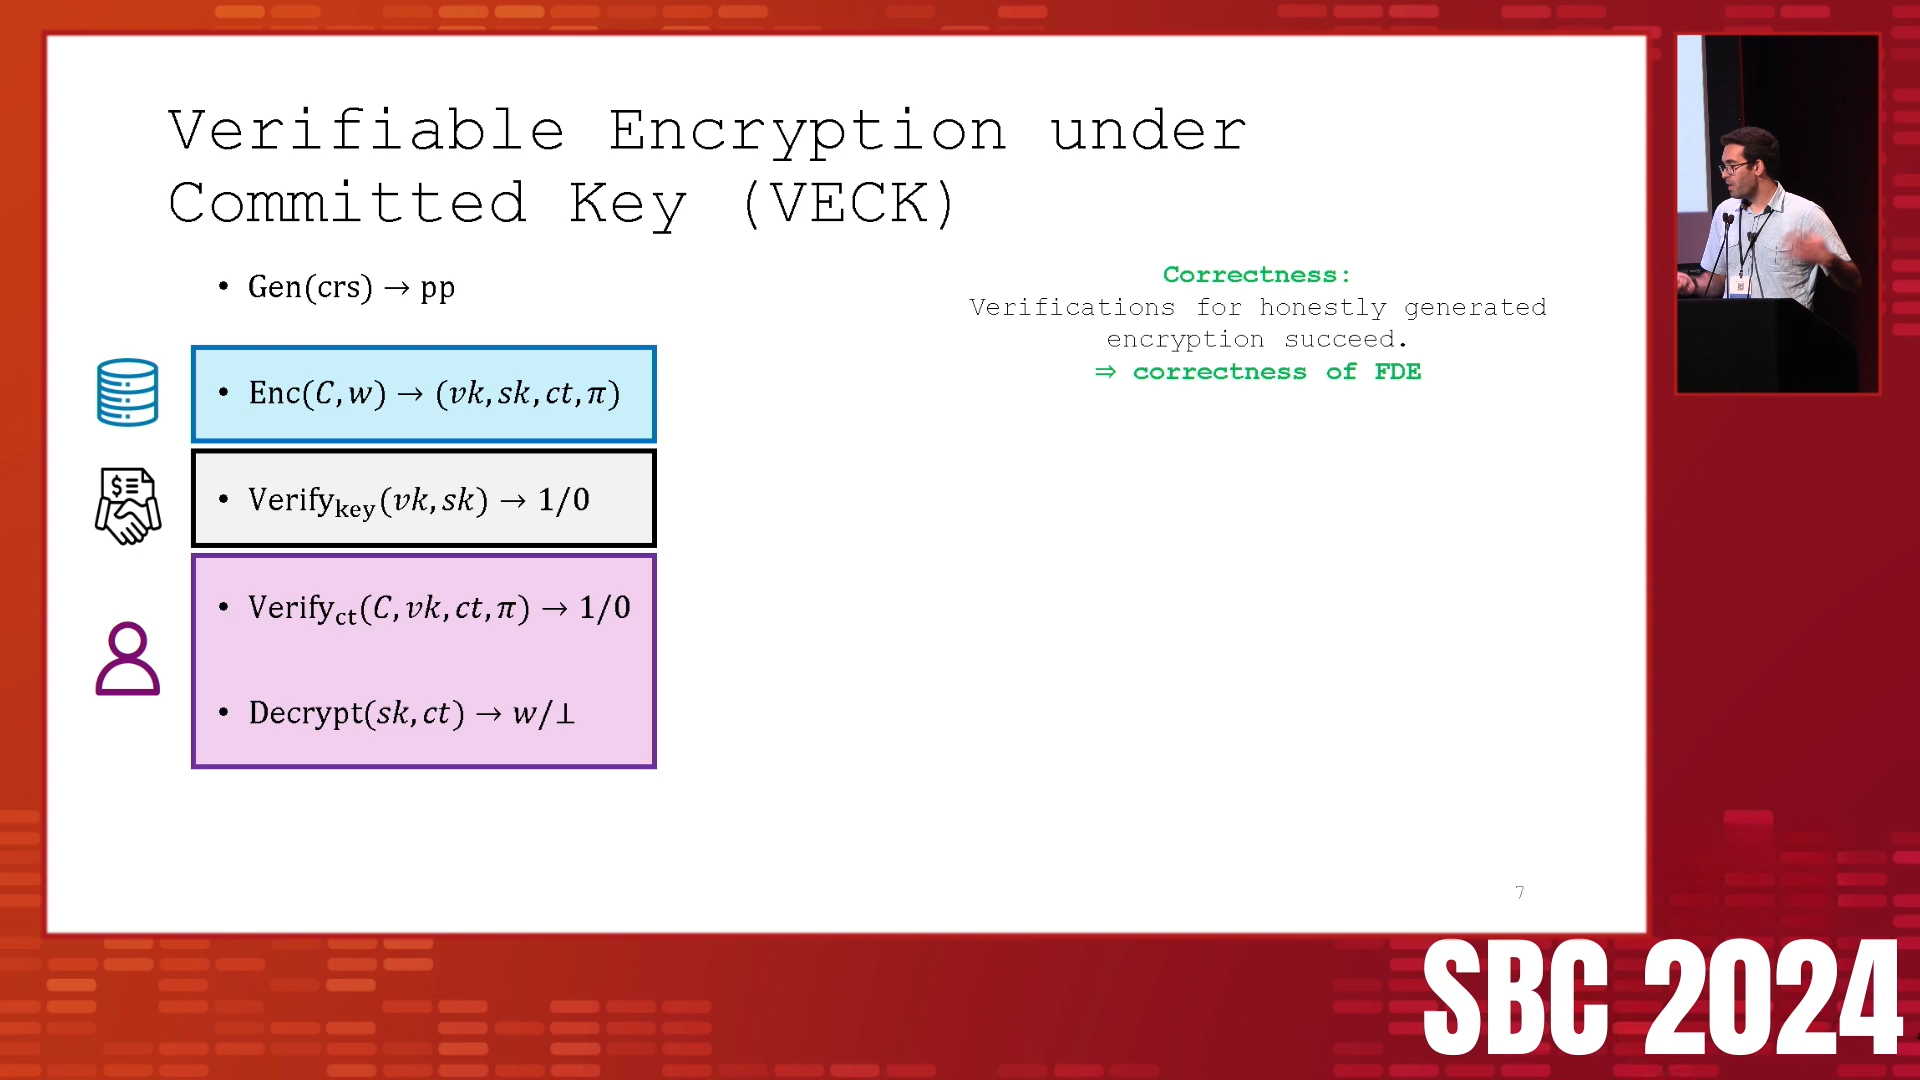 Verifiable Encryption under
Committed Key (VECK)
• Gen(crs) → pp
Correctness:
Verifications for honestly generated
encryption succeed.
⇒ correctness of FDE
• Enc(C, w) → (vk, sk, ct, π)
$
• Verify_key(vk, sk) → 1/0
• Verify_ct(C, vk, ct, π) → 1/0
• Decrypt(sk, ct) → w/⊥
7
SBC 2024